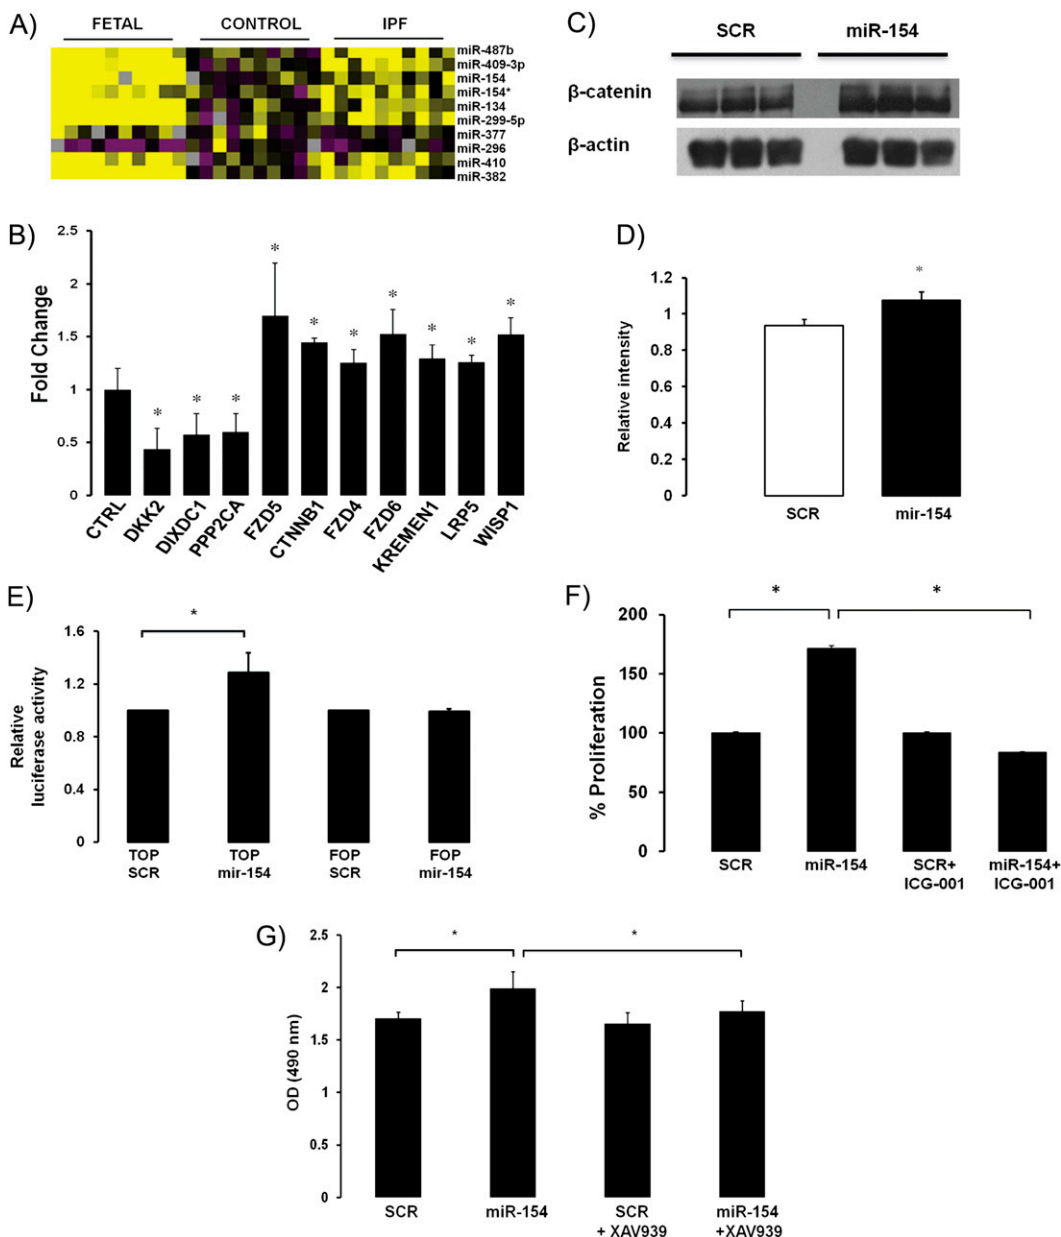 A)
FETAL CONTROL IPF
miR-487b
miR-409-3p
miR-154
miR-154*
miR-134
miR-299-5p
miR-377
miR-296
miR-410
miR-382
C)
SCR miR-154
β-catenin
β-actin
B)
Fold Change
2.5
2
1.5
1
0.5
0
* * * * * * * * * *
CTRL DKK2 DIXDC1 PPP2CA FZD5 CTNNB1 FZD4 FZD6 KREMEN1 LRP5 WISP1
D)
Relative intensity
1.2
1
0.8
0.6
0.4
0.2
0
*
SCR mir-154
E)
Relative
luciferase activity
1.6
1.2
0.8
0.4
0
*
TOP TOP FOP FOP
SCR mir-154 SCR mir-154
F)
% Proliferation
200
150
100
50
0
* *
SCR miR-154 SCR+ miR-154+
ICG-001 ICG-001
G)
OD (490 nm)
2.5
2
1.5
1
0.5
0
* *
SCR miR-154 SCR miR-154
+ XAV939 +XAV939